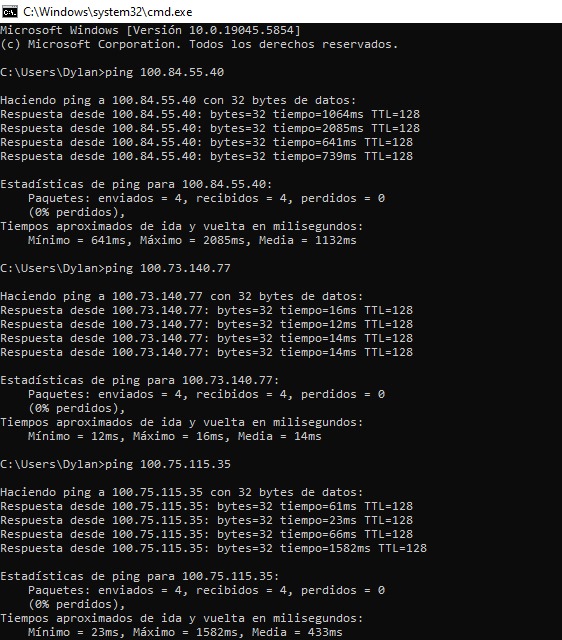 C:\Windows\system32\cmd.exe
Microsoft Windows [Versión 10.0.19045.5854]
(c) Microsoft Corporation. Todos los derechos reservados.
C:\Users\Dylan>ping 100.84.55.40
Haciendo ping a 100.84.55.40 con 32 bytes de datos:
Respuesta desde 100.84.55.40: bytes=32 tiempo=1064ms TTL=128
Respuesta desde 100.84.55.40: bytes=32 tiempo=2085ms TTL=128
Respuesta desde 100.84.55.40: bytes=32 tiempo=641ms TTL=128
Respuesta desde 100.84.55.40: bytes=32 tiempo=739ms TTL=128
Estadísticas de ping para 100.84.55.40:
Paquetes: enviados = 4, recibidos = 4, perdidos = 0
(0% perdidos),
Tiempos aproximados de ida y vuelta en milisegundos:
Mínimo = 641ms, Máximo = 2085ms, Media = 1132ms
C:\Users\Dylan>ping 100.73.140.77
Haciendo ping a 100.73.140.77 con 32 bytes de datos:
Respuesta desde 100.73.140.77: bytes=32 tiempo=16ms TTL=128
Respuesta desde 100.73.140.77: bytes=32 tiempo=12ms TTL=128
Respuesta desde 100.73.140.77: bytes=32 tiempo=14ms TTL=128
Respuesta desde 100.73.140.77: bytes=32 tiempo=14ms TTL=128
Estadísticas de ping para 100.73.140.77:
Paquetes: enviados = 4, recibidos = 4, perdidos = 0
(0% perdidos),
Tiempos aproximados de ida y vuelta en milisegundos:
Mínimo = 12ms, Máximo = 16ms, Media = 14ms
C:\Users\Dylan>ping 100.75.115.35
Haciendo ping a 100.75.115.35 con 32 bytes de datos:
Respuesta desde 100.75.115.35: bytes=32 tiempo=61ms TTL=128
Respuesta desde 100.75.115.35: bytes=32 tiempo=23ms TTL=128
Respuesta desde 100.75.115.35: bytes=32 tiempo=66ms TTL=128
Respuesta desde 100.75.115.35: bytes=32 tiempo=1582ms TTL=128
Estadísticas de ping para 100.75.115.35:
Paquetes: enviados = 4, recibidos = 4, perdidos = 0
(0% perdidos),
Tiempos aproximados de ida y vuelta en milisegundos:
Mínimo = 23ms, Máximo = 1582ms, Media = 433ms